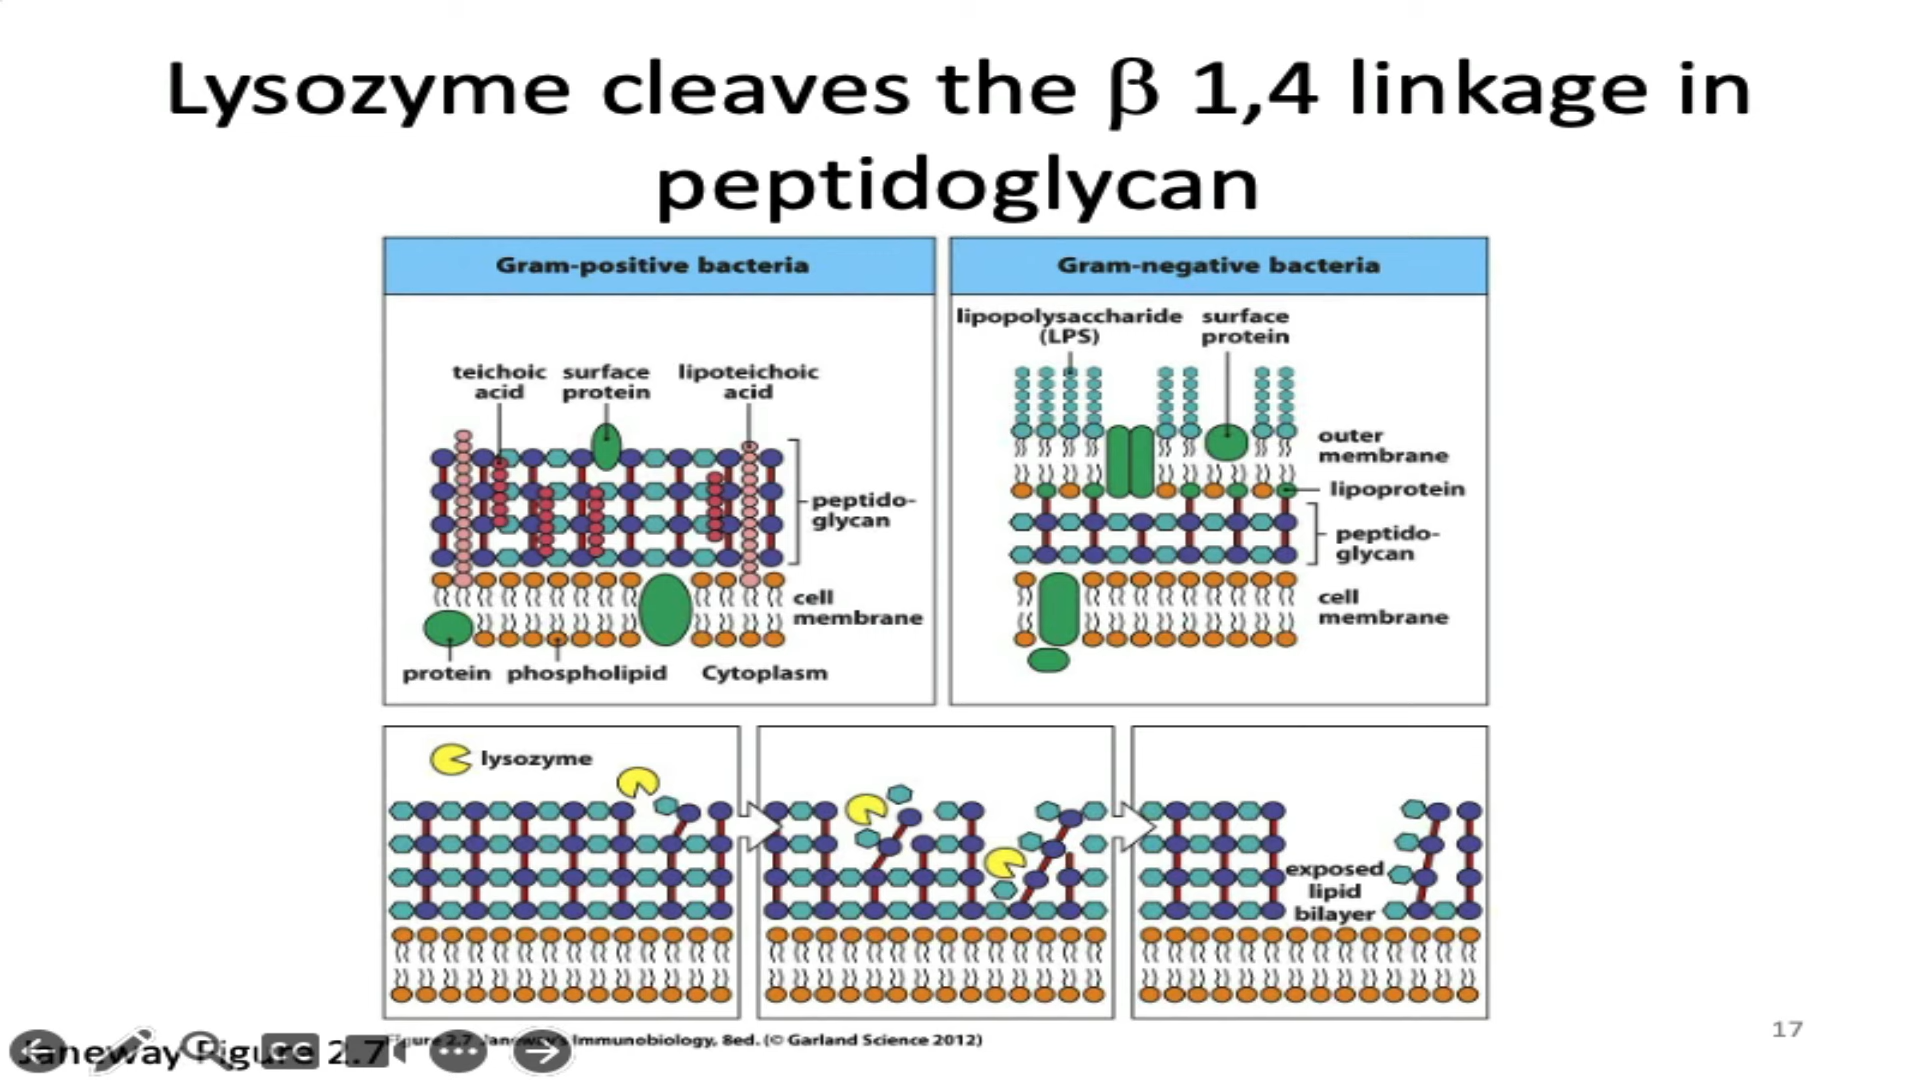 Lysozyme cleaves the β 1,4 linkage in
peptidoglycan
Gram-positive bacteria
teichoic
acid
surface
protein
lipoteichoic
acid
peptido-
glycan
cell
membrane
protein
phospholipid
Cytoplasm
Gram-negative bacteria
lipopolysaccharide
(LPS)
surface
protein
outer
membrane
lipoprotein
peptido-
glycan
cell
membrane
lysozyme
exposed
lipid
bilayer
Figure 2.7 Janeway's Immunobiology, 8ed. (© Garland Science 2012)
Janeway Figure 2.7
CC
17